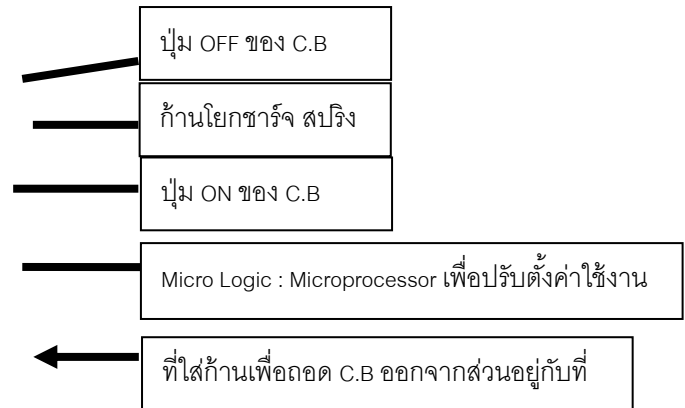 ปุ่ม OFF ของ C.B
ก้านโยกชาร์จ สปริง
ปุ่ม ON ของ C.B
Micro Logic : Microprocessor เพื่อปรับตั้งค่าใช้งาน
ที่ใส่ก้านเพื่อถอด C.B ออกจากส่วนอยู่กับที่